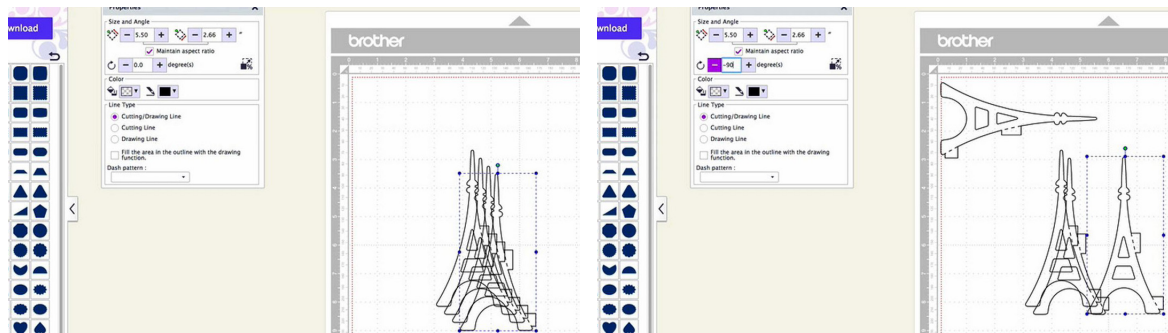 wnload
Properties
Size and Angle
5.50
2.66
"
Maintain aspect ratio
0.0
degree(s)
Color
Line Type
Cutting/Drawing Line
Cutting Line
Drawing Line
Fill the area in the outline with the drawing
function.
Dash pattern :
brother
wnload
Properties
Size and Angle
5.50
2.66
"
Maintain aspect ratio
-90
degree(s)
Color
Line Type
Cutting/Drawing Line
Cutting Line
Drawing Line
Fill the area in the outline with the drawing
function.
Dash pattern :
brother